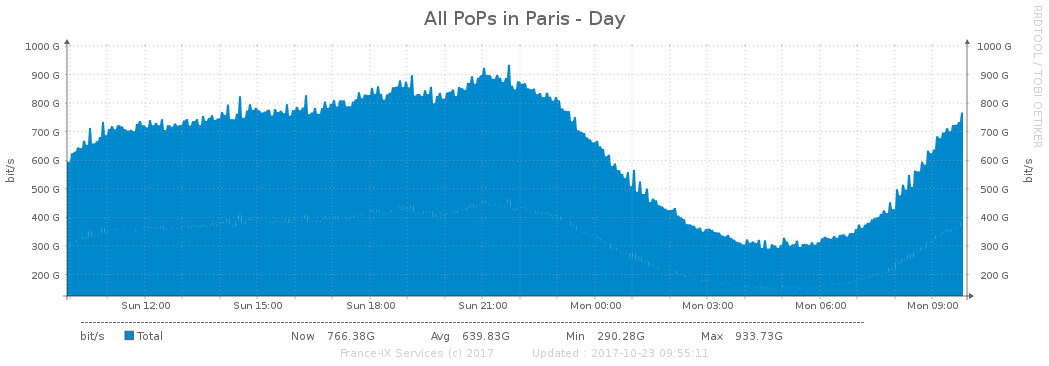 All PoPs in Paris - Day
RRDTOOL / TOBI OETIKER
1000 G 1000 G
900 G 900 G
800 G 800 G
700 G 700 G
600 G 600 G
500 G 500 G
400 G 400 G
300 G 300 G
200 G 200 G
bit/s bit/s
Sun 12:00 Sun 15:00 Sun 18:00 Sun 21:00 Mon 00:00 Mon 03:00 Mon 06:00 Mon 09:00
bit/s Total Now 766.38G Avg 639.83G Min 290.28G Max 933.73G
France-IX Services (c) 2017 Updated : 2017-10-23 09:55:11